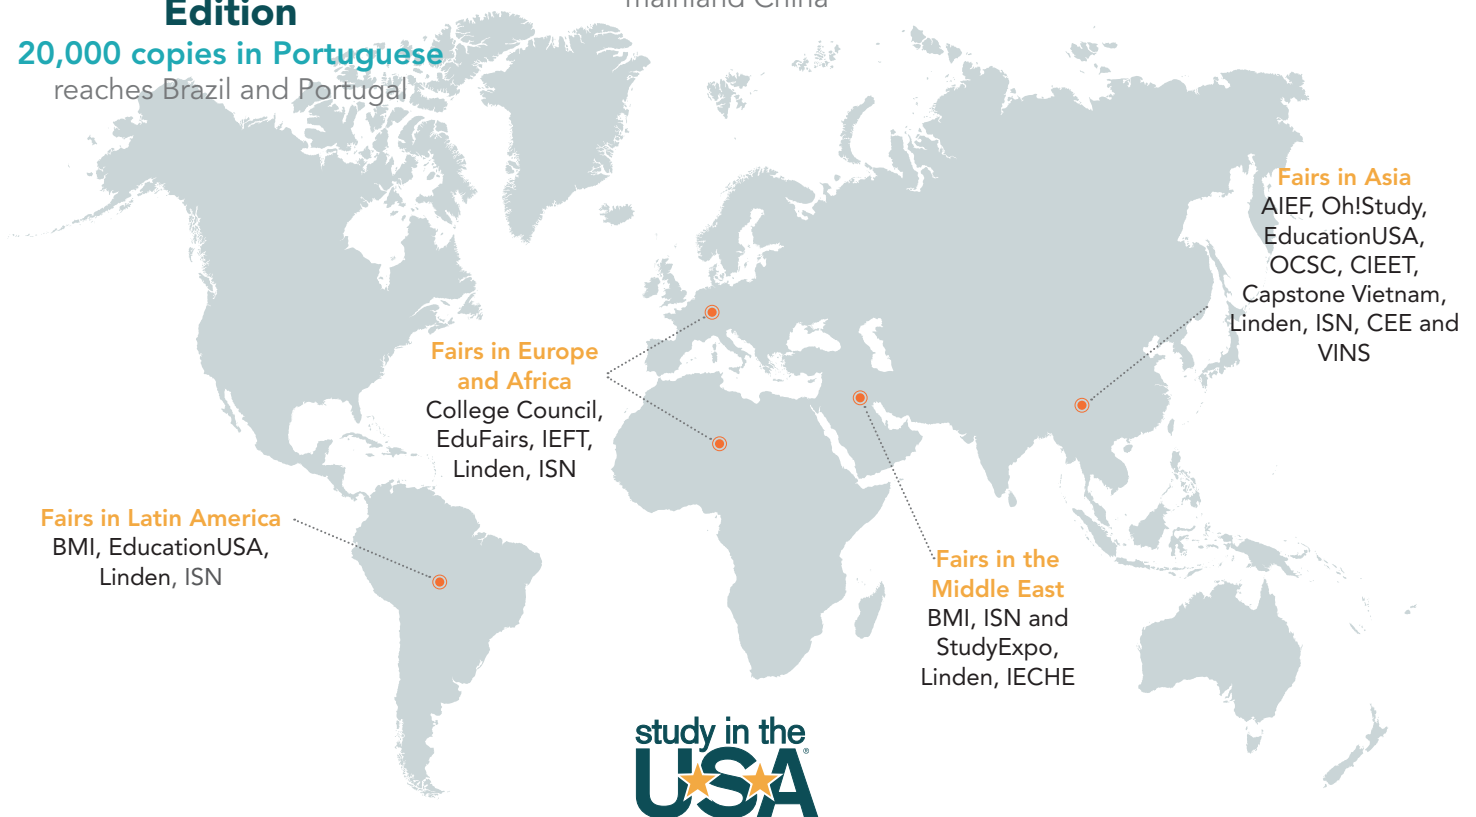 Edition
20,000 copies in Portuguese
reaches Brazil and Portugal
mainland China
Fairs in Asia
AIEF, Oh!Study,
EducationUSA,
OCSC, CIEET,
Capstone Vietnam,
Linden, ISN, CEE and
VINS
Fairs in Europe
and Africa
College Council,
EduFairs, IEFT,
Linden, ISN
Fairs in Latin America
BMI, EducationUSA,
Linden, ISN
Fairs in the
Middle East
BMI, ISN and
StudyExpo,
Linden, IECHE
study in the
USA®